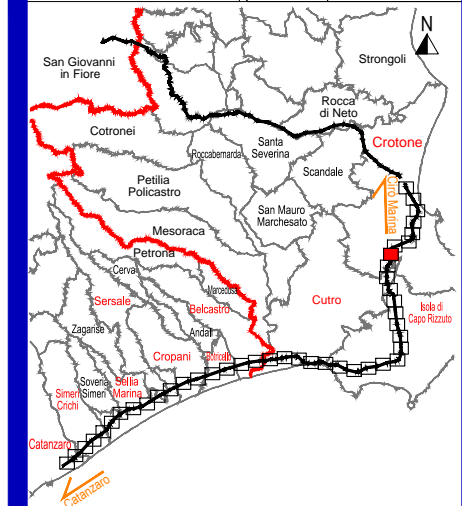 N
Strongoli
San Giovanni
in Fiore
Rocca
di Neto
Cotronei
Crotone
Santa
Severina
Roccabernarda
Scandale
Petilia
Policastro
Cirò Marina
San Mauro
Marchesato
Mesoraca
Petrona
Cerva
Marcedusa
Sersale
Belcastro
Cutro
Isola di
Capo Rizzuto
Zagarise
Andali
Cropani
Botricello
Soveria
Simeri
Sellia
Marina
Simeri
Crichi
Catanzaro
Catanzaro